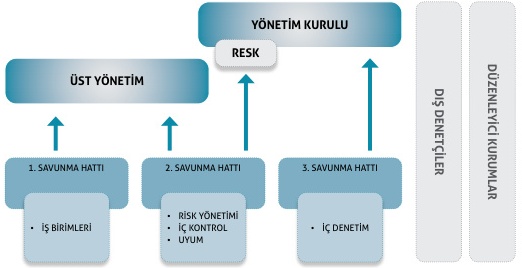 YÖNETİM KURULU
RESK
ÜST YÖNETİM
1. SAVUNMA HATTI
• İŞ BİRİMLERİ
2. SAVUNMA HATTI
• RİSK YÖNETİMİ
• İÇ KONTROL
• UYUM
3. SAVUNMA HATTI
• İÇ DENETİM
DIŞ DENETÇİLER
DÜZENLEYİCİ KURUMLAR